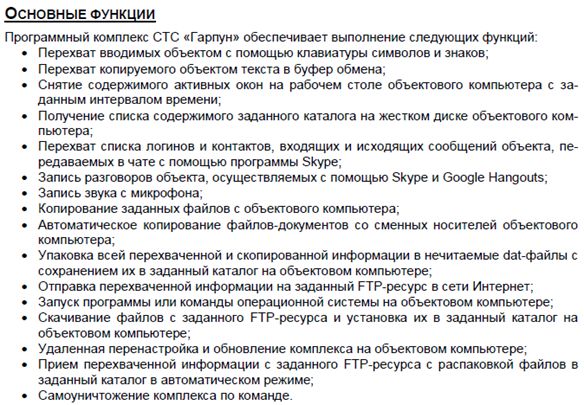 ОСНОВНЫЕ ФУНКЦИИ
Программный комплекс СТС «Гарпун» обеспечивает выполнение следующих функций:
• Перехват вводимых объектом с помощью клавиатуры символов и знаков;
• Перехват копируемого объектом текста в буфер обмена;
• Снятие содержимого активных окон на рабочем столе объектового компьютера с за-
данным интервалом времени;
• Получение списка содержимого заданного каталога на жестком диске объектового ком-
пьютера;
• Перехват списка логинов и контактов, входящих и исходящих сообщений объекта, пе-
редаваемых в чате с помощью программы Skype;
• Запись разговоров объекта, осуществляемых с помощью Skype и Google Hangouts;
• Запись звука с микрофона;
• Копирование заданных файлов с объектового компьютера;
• Автоматическое копирование файлов-документов со сменных носителей объектового
компьютера;
• Упаковка всей перехваченной и скопированной информации в нечитаемые dat-файлы с
сохранением их в заданный каталог на объектовом компьютере;
• Отправка перехваченной информации на заданный FTP-ресурс в сети Интернет;
• Запуск программы или команды операционной системы на объектовом компьютере;
• Скачивание файлов с заданного FTP-ресурса и установка их в заданный каталог на
объектовом компьютере;
• Удаленная перенастройка и обновление комплекса на объектовом компьютере;
• Прием перехваченной информации с заданного FTP-ресурса с распаковкой файлов в
заданный каталог в автоматическом режиме;
• Самоуничтожение комплекса по команде.